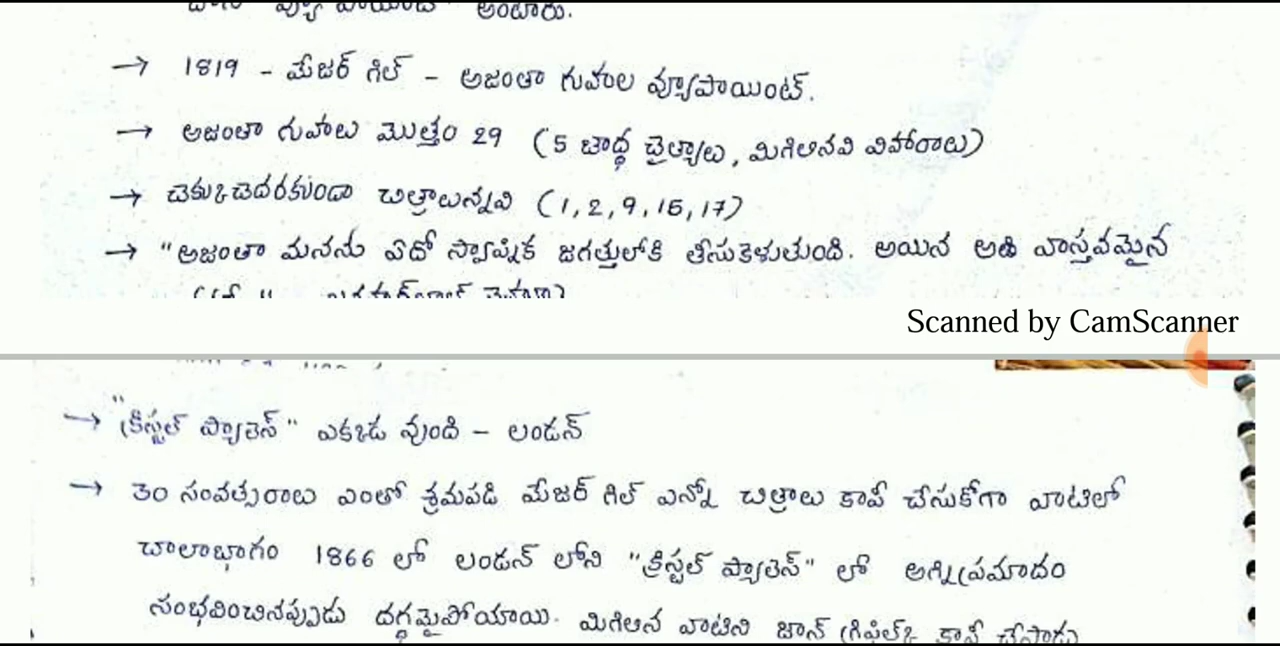 అంటారు.
→ 1819 - మేజర్ గిల్ - అజంతా గుహల వ్యూపాయింట్.
→ అజంతా గుహలు మొత్తం 29 (5 బౌద్ధ చైత్యాలు, మిగిలినవి విహారాలు)
→ చెక్కుచెదరకుండా చిత్రాలున్నవి (1, 2, 9, 16, 17)
→ "అజంతా మనను ఏదో స్వాప్నిక జగత్తులోకి తీసుకెళుతుంది. అయిన అది వాస్తవమైన
Scanned by CamScanner
→ "క్రిస్టల్ ప్యాలెస్" ఎక్కడ వుంది - లండన్
→ 30 సంవత్సరాలు ఎంతో శ్రమపడి మేజర్ గిల్ ఎన్నో చిత్రాలు కాపీ చేసుకోగా వాటిలో
చాలాభాగం 1866 లో లండన్ లోని "క్రిస్టల్ ప్యాలెస్" లో అగ్నిప్రమాదం
సంభవించినప్పుడు దగ్ధమైపోయాయి. మిగిలిన వాటిని జాన్ గ్రిఫిల్క్ కాపీ చేసాడు